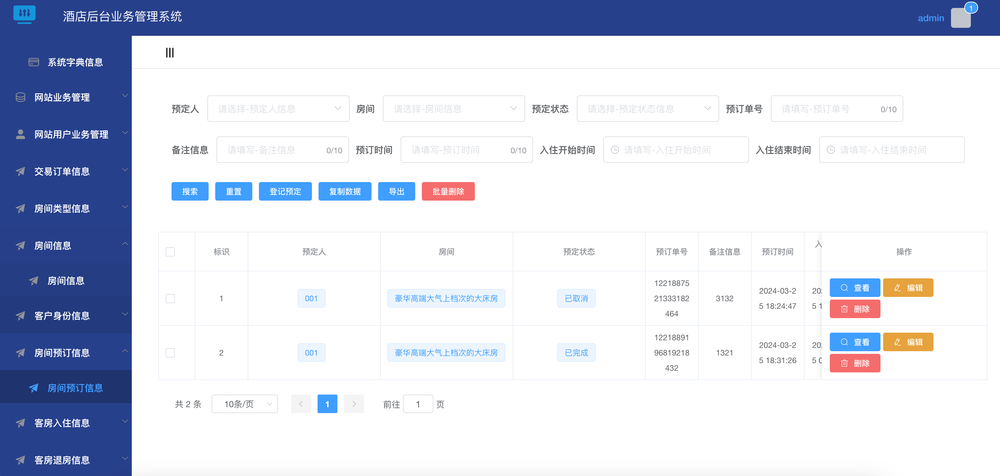 酒店后台业务管理系统
admin
1
系统字典信息
网站业务管理
网站用户业务管理
交易订单信息
房间类型信息
房间信息
房间信息
客户身份信息
房间预订信息
房间预订信息
客房入住信息
客房退房信息
预定人 请选择-预定人信息 房间 请选择-房间信息 预定状态 请选择-预定状态信息 预订单号 请填写-预订单号 0/10
备注信息 请填写-备注信息 0/10 预订时间 请填写-预订时间 0/10 入住开始时间 请填写-入住开始时间 入住结束时间 请填写-入住结束时间
搜索 重置 登记预定 复制数据 导出 批量删除
标识 预定人 房间 预定状态 预订单号 备注信息 预订时间 入 操作
1 001 豪华高端大气上档次的大床房 已取消
12218875
21333182
464
3132
2024-03-2
5 18:24:47
202
5 1
查看 编辑
删除
2 001 豪华高端大气上档次的大床房 已完成
12218891
96819218
432
1321
2024-03-2
5 18:31:26
202
5 0
查看 编辑
删除
共 2 条 10条/页 1 前往 1 页